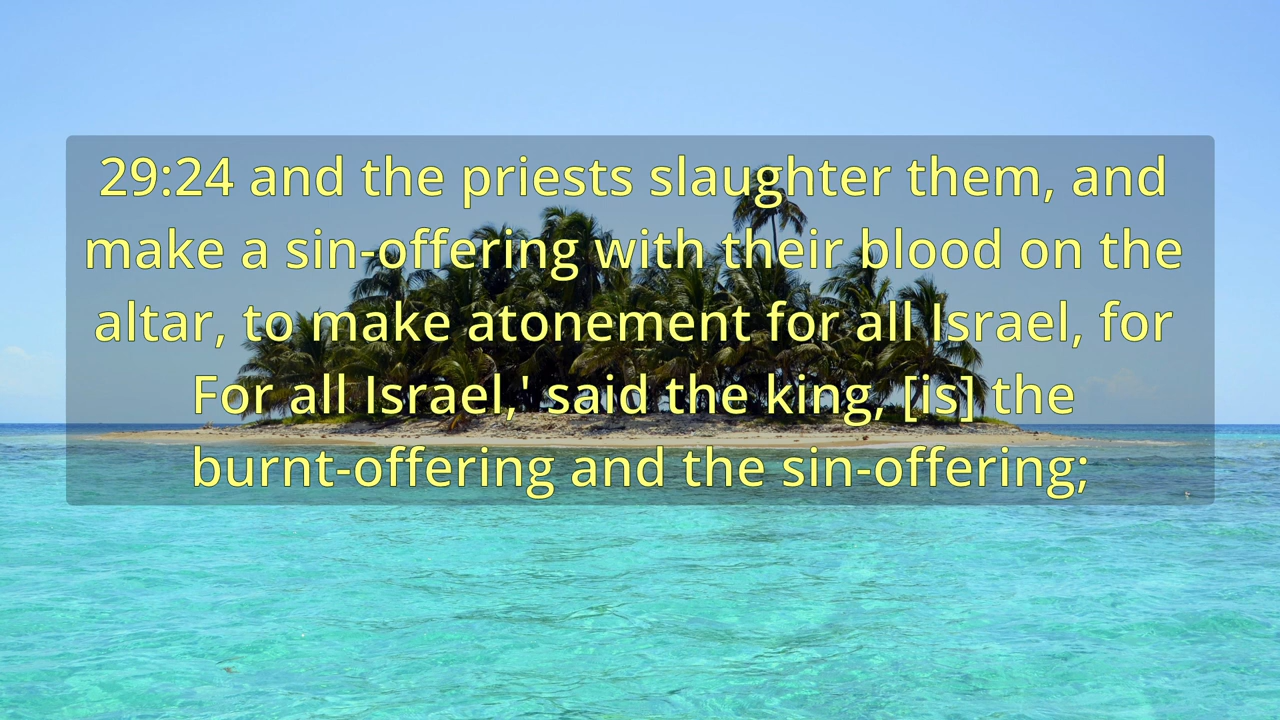 29:24 and the priests slaughter them, and
make a sin-offering with their blood on the
altar, to make atonement for all Israel, for
For all Israel,' said the king, [is] the
burnt-offering and the sin-offering;